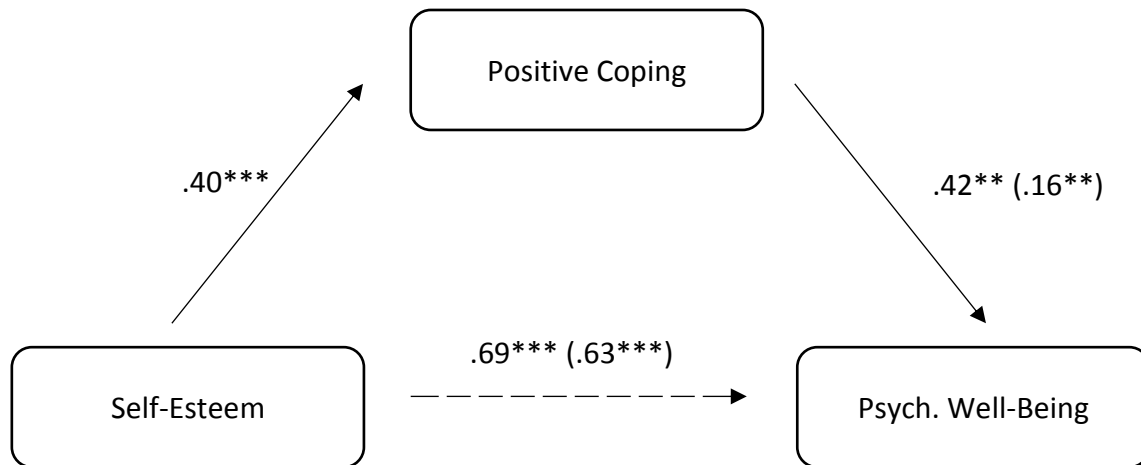 Positive Coping
.40***
.42** (.16**)
.69*** (.63***)
Self-Esteem
Psych. Well-Being